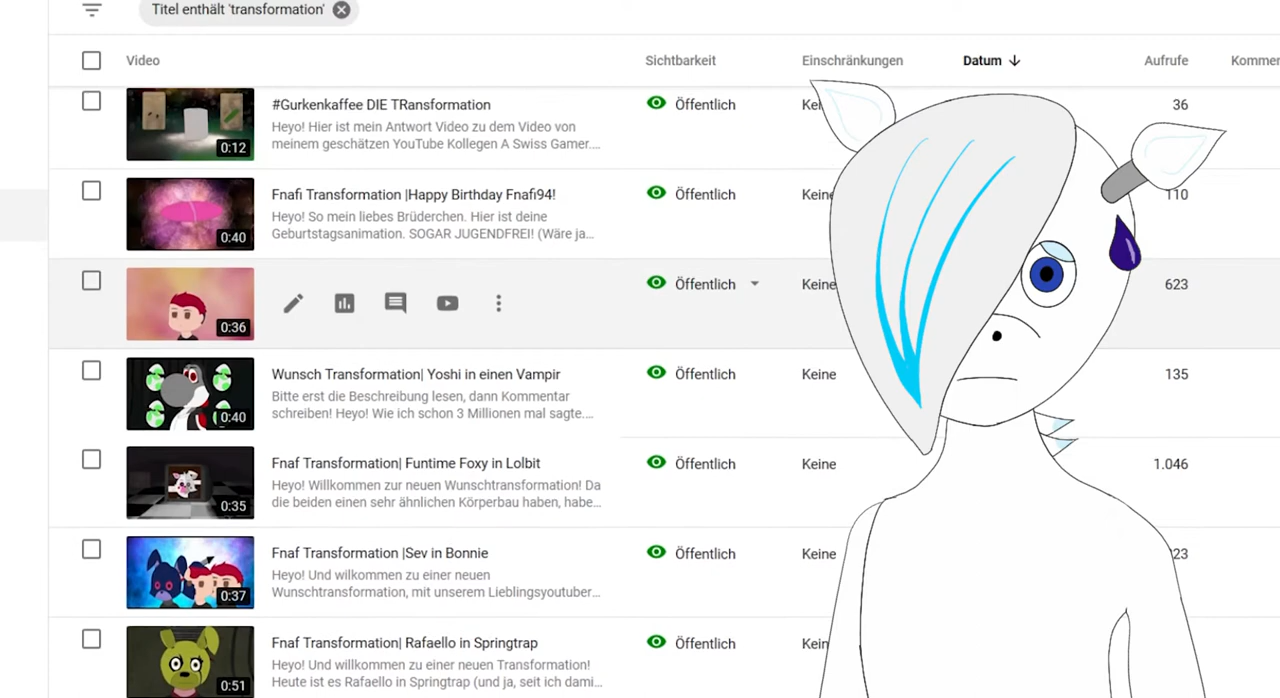 Titel enthält 'transformation'
Video Sichtbarkeit Einschränkungen Datum Aufrufe
#Gurkenkaffee DIE TRansformation Öffentlich 36
Heyo! Hier ist mein Antwort Video zu dem Video von
meinem geschätzen YouTube Kollegen A Swiss Gamer....
0:12
Fnafi Transformation |Happy Birthday Fnafi94! Öffentlich Keine 110
Heyo! So mein liebes Brüderchen. Hier ist deine
Geburtstagsanimation. SOGAR JUGENDFREI! (Wäre ja...
0:40
Öffentlich Keine 623
0:36
Wunsch Transformation| Yoshi in einen Vampir Öffentlich Keine 135
Bitte erst die Beschreibung lesen, dann Kommentar
schreiben! Heyo! Wie ich schon 3 Millionen mal sagte....
0:40
Fnaf Transformation| Funtime Foxy in Lolbit Öffentlich Keine 1.046
Heyo! Willkommen zur neuen Wunschtransformation! Da
die beiden einen sehr ähnlichen Körperbau haben, habe...
0:35
Fnaf Transformation |Sev in Bonnie Öffentlich Keine
Heyo! Und wilkommen zu einer neuen
Wunschtransformation, mit unserem Lieblingsyoutuber...
0:37
Fnaf Transformation| Rafaello in Springtrap Öffentlich
Heyo! Und willkommen zu einer neuen Transformation!
Heute ist es Rafaello in Springtrap (und ja, seit ich dami...
0:51